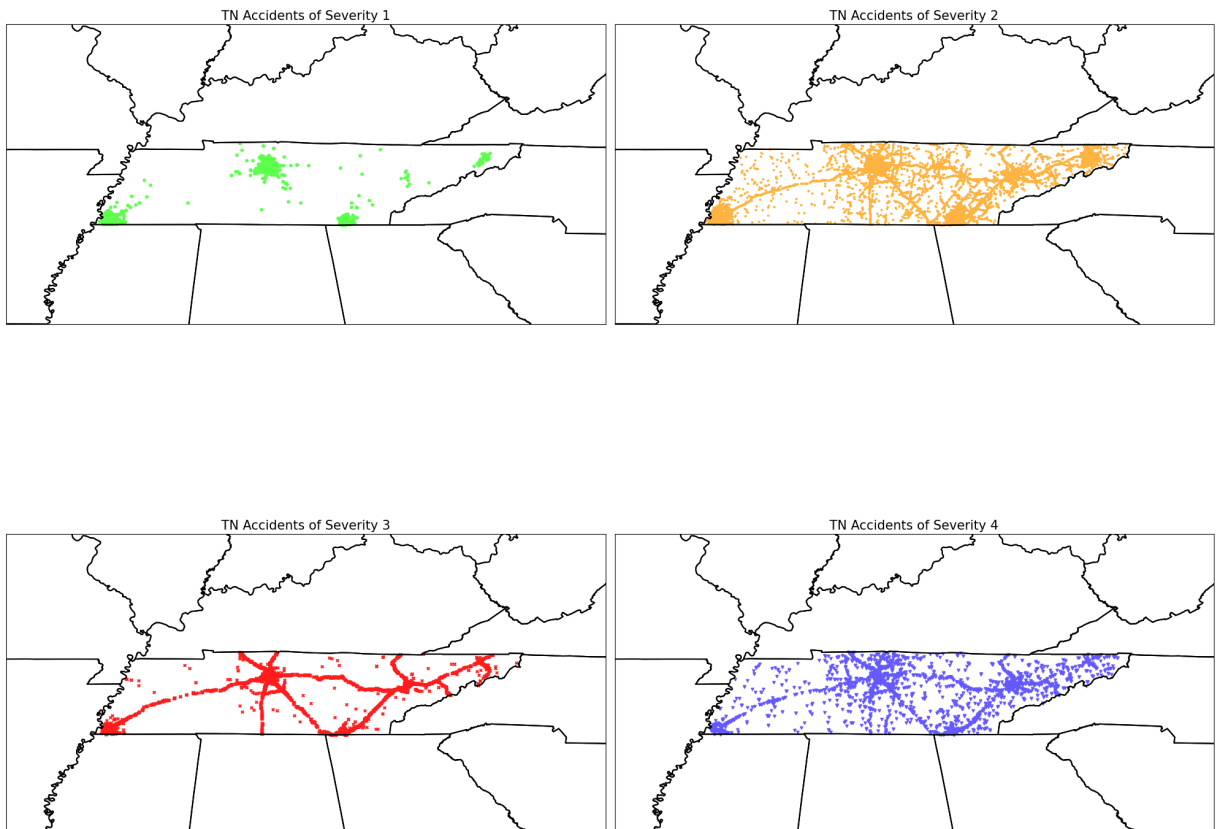 TN Accidents of Severity 1
TN Accidents of Severity 2
TN Accidents of Severity 3
TN Accidents of Severity 4